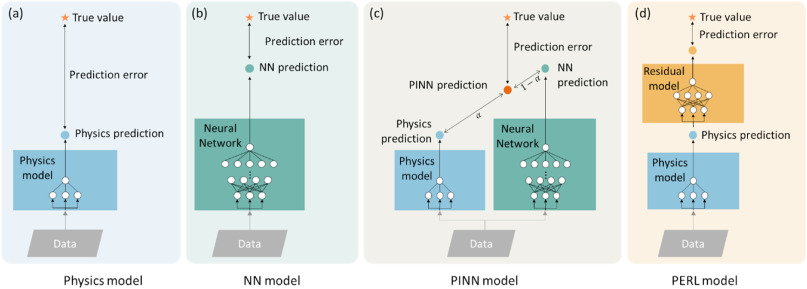 (a)
True value
Prediction error
Physics prediction
Physics
model
Data
Physics model
(b)
True value
Prediction error
NN prediction
Neural
Network
Data
NN model
(c)
True value
Prediction error
PINN prediction
1 − α
NN
prediction
α
Physics
prediction
Physics
model
Neural
Network
Data
PINN model
(d)
True value
Prediction error
Residual
model
Physics prediction
Physics
model
Data
PERL model